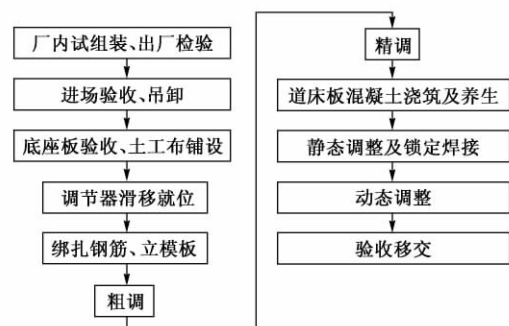 厂内试组装、出厂检验
进场验收、吊卸
底座板验收、土工布铺设
调节器滑移就位
绑扎钢筋、立模板
粗调
精调
道床板混凝土浇筑及养生
静态调整及锁定焊接
动态调整
验收移交